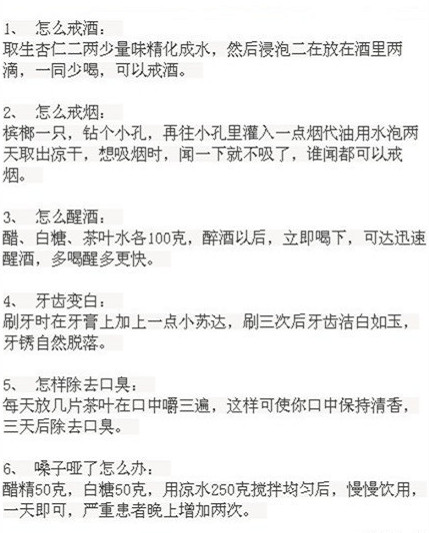 1、 怎么戒酒：
取生杏仁二两少量味精化成水，然后浸泡二在放在酒里两
滴，一同少喝，可以戒酒。
2、 怎么戒烟：
槟榔一只，钻个小孔，再往小孔里灌入一点烟代油用水泡两
天取出凉干，想吸烟时，闻一下就不吸了，谁闻都可以戒
烟。
3、 怎么醒酒：
醋、白糖、茶叶水各100克，醉酒以后，立即喝下，可达迅速
醒酒，多喝醒多更快。
4、 牙齿变白：
刷牙时在牙膏上加上一点小苏达，刷三次后牙齿洁白如玉，
牙锈自然脱落。
5、 怎样除去口臭：
每天放几片茶叶在口中嚼三遍，这样可使你口中保持清香，
三天后除去口臭。
6、 嗓子哑了怎么办：
醋精50克，白糖50克，用凉水250克搅拌均匀后，慢慢饮用，
一天即可，严重患者晚上增加两次。